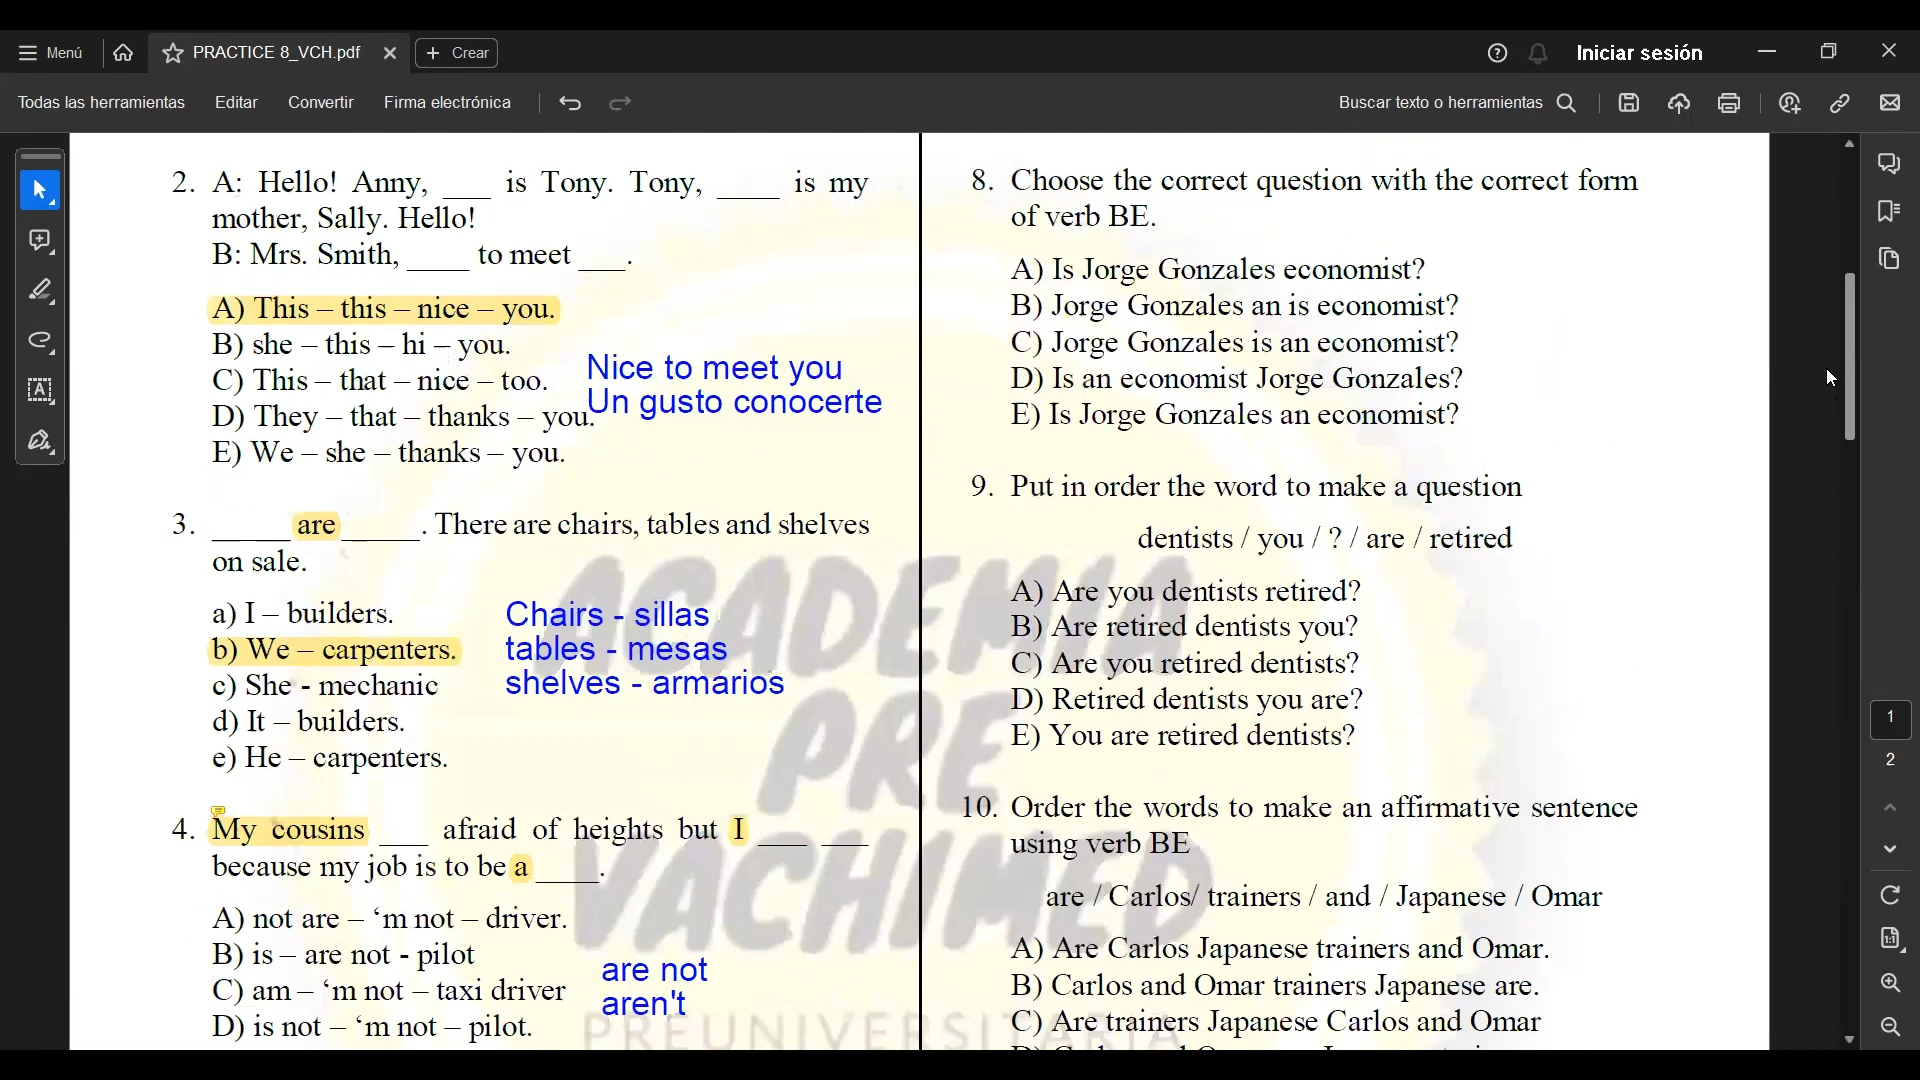 Menú
PRACTICE 8_VCH.pdf
Crear
Iniciar sesión
Todas las herramientas
Editar
Convertir
Firma electrónica
Buscar texto o herramientas
2. A: Hello! Anny, ___ is Tony. Tony, ____ is my
mother, Sally. Hello!
B: Mrs. Smith, ____ to meet ___.
A) This – this – nice – you.
B) she – this – hi – you.
C) This – that – nice – too.
D) They – that – thanks – you.
E) We – she – thanks – you.
Nice to meet you
Un gusto conocerte
3. _____ are _____. There are chairs, tables and shelves
on sale.
a) I – builders.
b) We – carpenters.
c) She - mechanic
d) It – builders.
e) He – carpenters.
Chairs - sillas
tables - mesas
shelves - armarios
4. My cousins ___ afraid of heights but I ___ ___
because my job is to be a ____.
A) not are – ‘m not – driver.
B) is – are not - pilot
C) am – ‘m not – taxi driver
D) is not – ‘m not – pilot.
are not
aren't
8. Choose the correct question with the correct form
of verb BE.
A) Is Jorge Gonzales economist?
B) Jorge Gonzales an is economist?
C) Jorge Gonzales is an economist?
D) Is an economist Jorge Gonzales?
E) Is Jorge Gonzales an economist?
9. Put in order the word to make a question
dentists / you / ? / are / retired
A) Are you dentists retired?
B) Are retired dentists you?
C) Are you retired dentists?
D) Retired dentists you are?
E) You are retired dentists?
10. Order the words to make an affirmative sentence
using verb BE
are / Carlos/ trainers / and / Japanese / Omar
A) Are Carlos Japanese trainers and Omar.
B) Carlos and Omar trainers Japanese are.
C) Are trainers Japanese Carlos and Omar
ACADEMIA
PRE
VACHIMED
PREUNIVERSITARIA
1
2